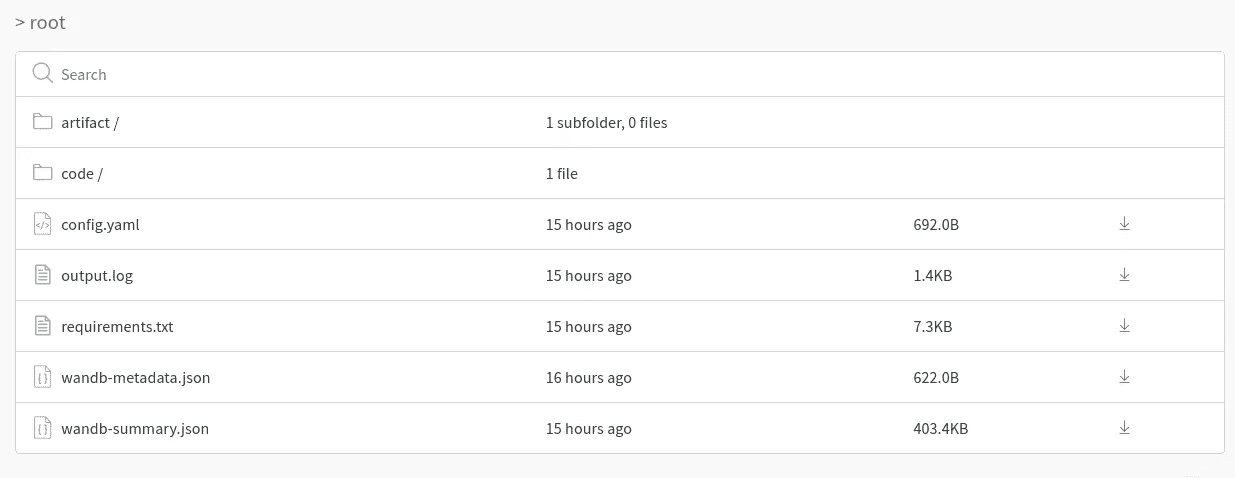 > root
Search
artifact / 1 subfolder, 0 files
code / 1 file
config.yaml 15 hours ago 692.0B
output.log 15 hours ago 1.4KB
requirements.txt 15 hours ago 7.3KB
wandb-metadata.json 16 hours ago 622.0B
wandb-summary.json 15 hours ago 403.4KB